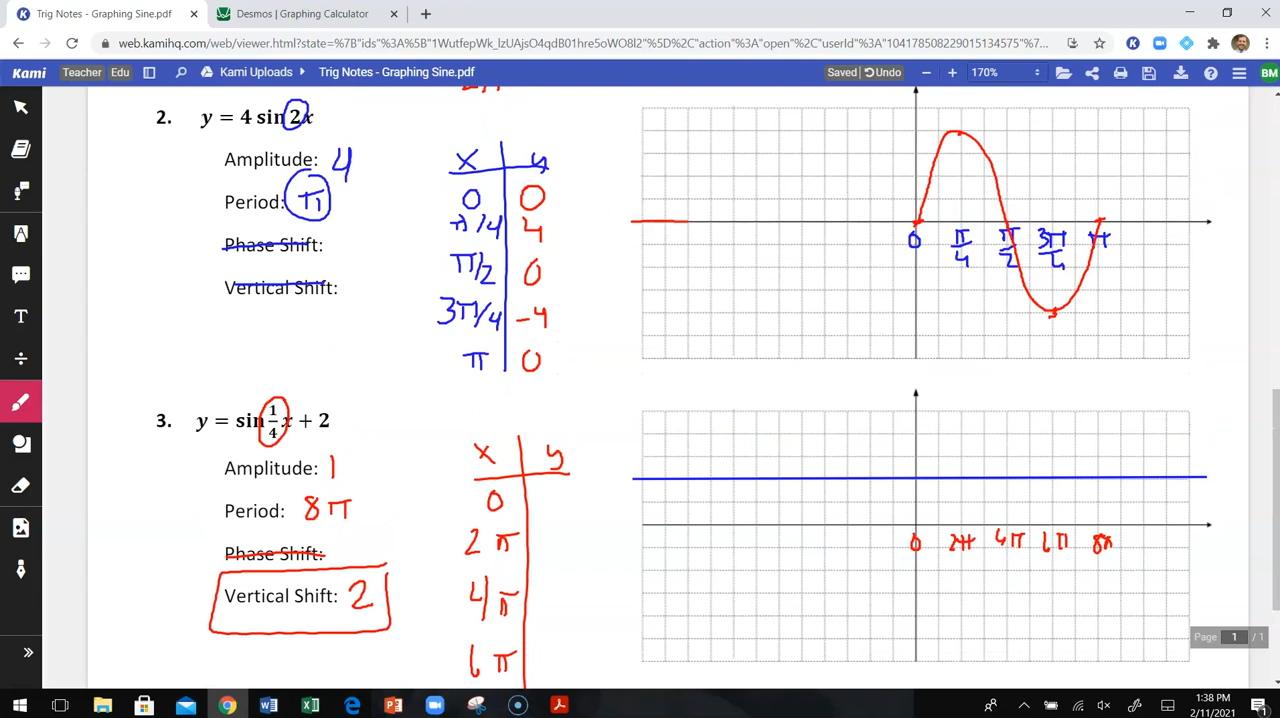 Trig Notes - Graphing Sine.pdf
Desmos | Graphing Calculator
web.kamihq.com/web/viewer.html?state=%7B"ids"%3A%5B"1WutfepWk_lzUAjsO4qdB01hre5oWO8l2"%5D%2C"action"%3A"open"%2C"userId"%3A"104178508229015134575"%7...
Kami
Teacher
Edu
Kami Uploads
Trig Notes - Graphing Sine.pdf
Saved
Undo
170%
2. y = 4 sin 2x
Amplitude: 4
Period: π
Phase Shift:
Vertical Shift:
x y
0 0
π/4 4
π/2 0
3π/4 -4
π 0
0 π/4 π/2 3π/4 π
3. y = sin 1/4 x + 2
Amplitude: 1
Period: 8π
Phase Shift:
Vertical Shift: 2
x y
0
2π
4π
6π
0 2π 4π 6π 8π
Page 1 / 1
1:38 PM
2/11/2021